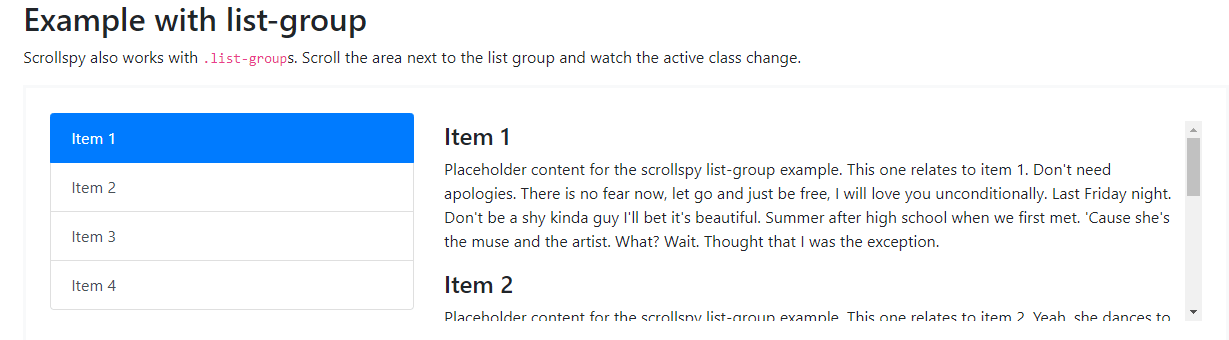 Example with list-group
Scrollspy also works with .list-groups. Scroll the area next to the list group and watch the active class change.
Item 1
Item 2
Item 3
Item 4
Item 1
Placeholder content for the scrollspy list-group example. This one relates to item 1. Don't need
apologies. There is no fear now, let go and just be free, I will love you unconditionally. Last Friday night.
Don't be a shy kinda guy I'll bet it's beautiful. Summer after high school when we first met. 'Cause she's
the muse and the artist. What? Wait. Thought that I was the exception.
Item 2
Placeholder content for the scrollspy list-group example. This one relates to item 2. Yeah, she dances to